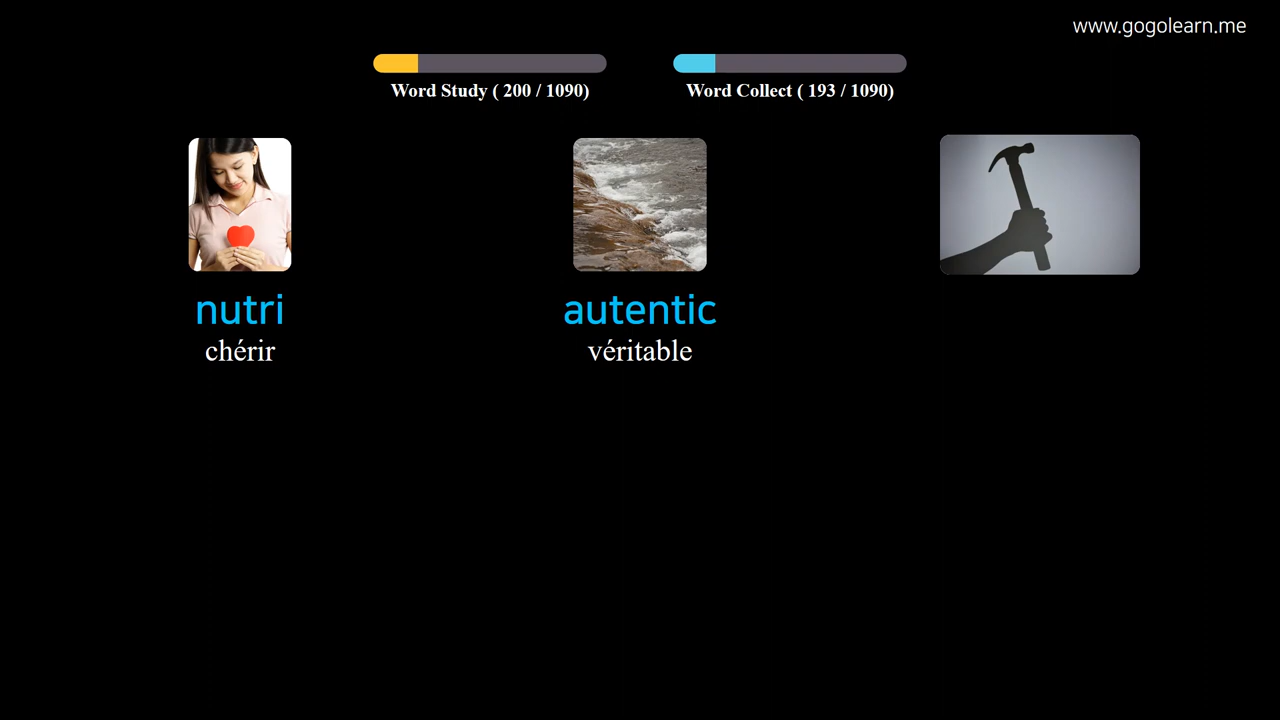 www.gogolearn.me
Word Study ( 200 / 1090)
Word Collect ( 193 / 1090)
nutri
chérir
autentic
véritable